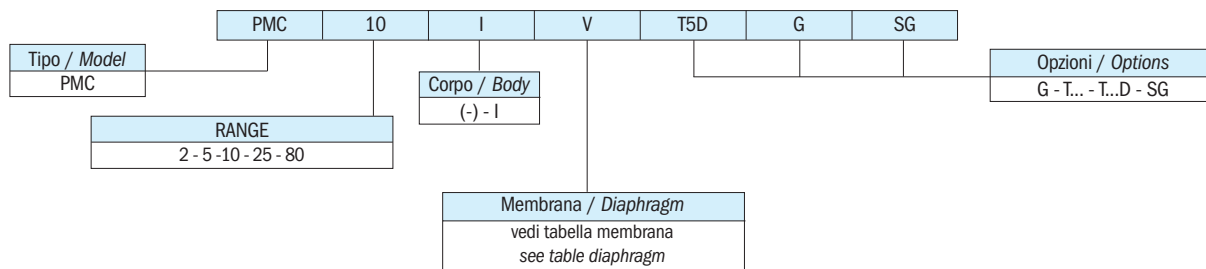 PMC 10 I V T5D G SG
Tipo / Model
PMC
Corpo / Body
(-) - I
Opzioni / Options
G - T... - T...D - SG
RANGE
2 - 5 -10 - 25 - 80
Membrana / Diaphragm
vedi tabella membrana
see table diaphragm